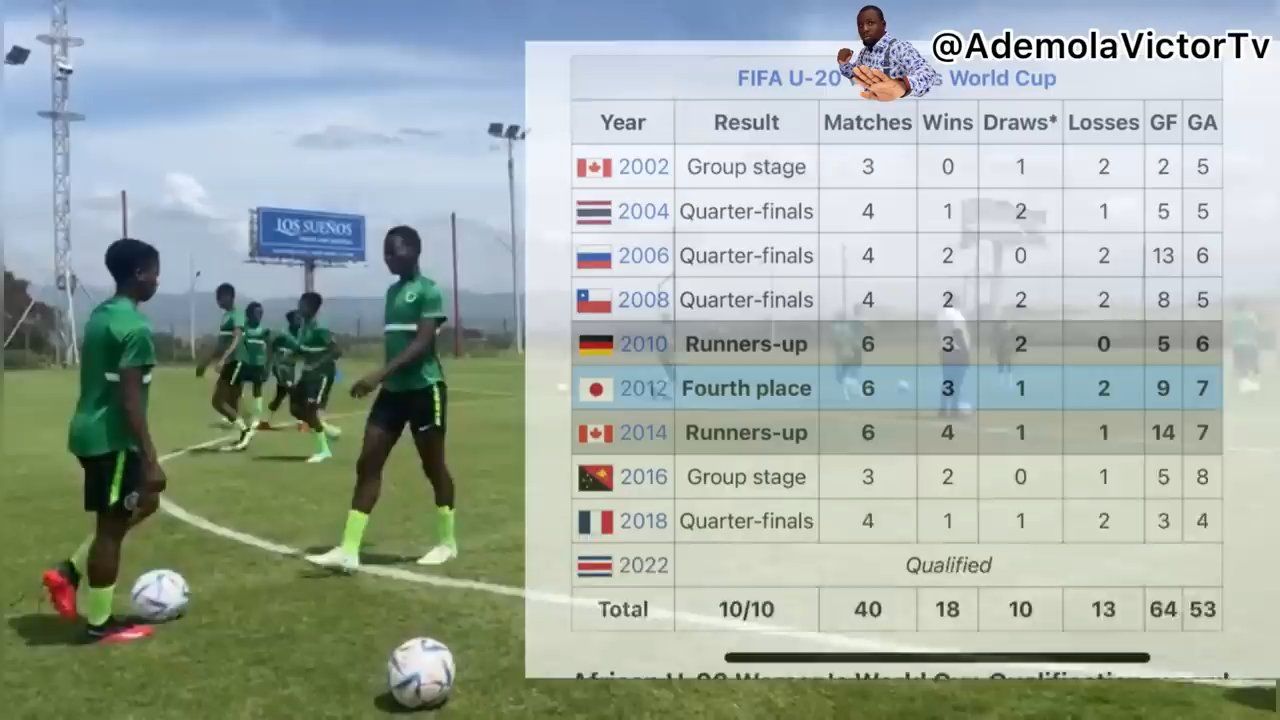 @AdemolaVictorTv
FIFA U-20 s World Cup
Year Result Matches Wins Draws* Losses GF GA
2002 Group stage 3 0 1 2 2 5
2004 Quarter-finals 4 1 2 1 5 5
2006 Quarter-finals 4 2 0 2 13 6
2008 Quarter-finals 4 2 2 2 8 5
2010 Runners-up 6 3 2 0 5 6
2012 Fourth place 6 3 1 2 9 7
2014 Runners-up 6 4 1 1 14 7
2016 Group stage 3 2 0 1 5 8
2018 Quarter-finals 4 1 1 2 3 4
2022 Qualified
Total 10/10 40 18 10 13 64 53
LOS SUEÑOS